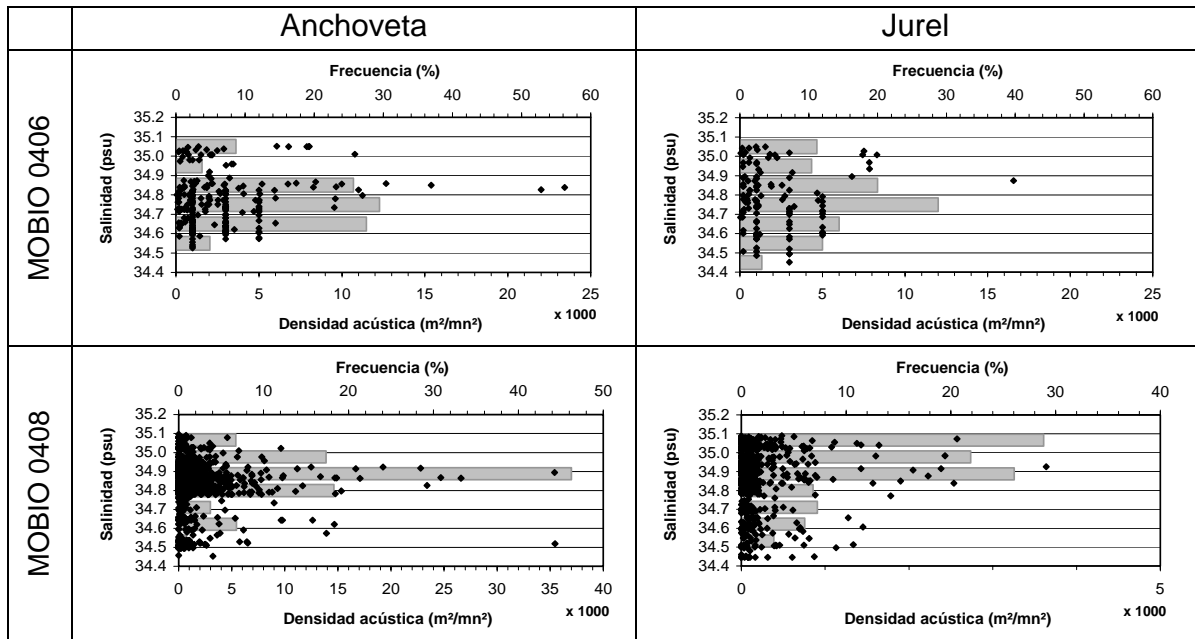 Anchoveta
Jurel
MOBIO 0406
Frecuencia (%)
0 10 20 30 40 50 60
Salinidad (psu)
35.2
35.1
35.0
34.9
34.8
34.7
34.6
34.5
34.4
0 5 10 15 20 25
Densidad acústica (m²/mn²) x 1000
Frecuencia (%)
0 10 20 30 40 50 60
Salinidad (psu)
35.2
35.1
35.0
34.9
34.8
34.7
34.6
34.5
34.4
0 5 10 15 20 25
Densidad acústica (m²/mn²) x 1000
MOBIO 0408
Frecuencia (%)
0 10 20 30 40 50
Salinidad (psu)
35.2
35.1
35.0
34.9
34.8
34.7
34.6
34.5
34.4
0 5 10 15 20 25 30 35 40
Densidad acústica (m²/mn²) x 1000
Frecuencia (%)
0 10 20 30 40
Salinidad (psu)
35.2
35.1
35.0
34.9
34.8
34.7
34.6
34.5
34.4
0 5
Densidad acústica (m²/mn²) x 1000